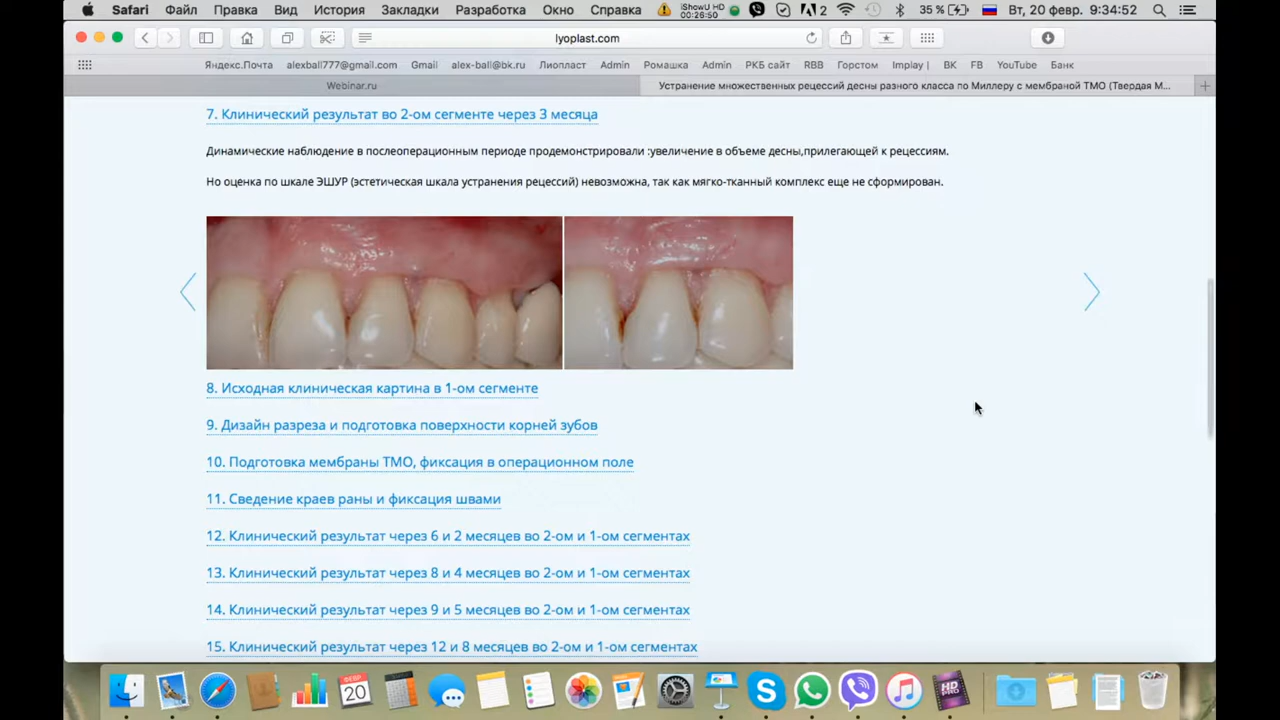 Safari Файл Правка Вид История Закладки Разработка Окно Справка iShowU HD 00:26:50 2 35 % Вт, 20 февр. 9:34:52
lyoplast.com
Яндекс.Почта alexball777@gmail.com Gmail alex-ball@bk.ru Лиопласт Admin Ромашка Admin РКБ сайт RBB Горстом Implay | ВК FB YouTube Банк
Webinar.ru Устранение множественных рецессий десны разного класса по Миллеру с мембраной ТМО (Твердая М...
7. Клинический результат во 2-ом сегменте через 3 месяца
Динамические наблюдение в послеоперационным периоде продемонстрировали :увеличение в объеме десны,прилегающей к рецессиям.
Но оценка по шкале ЭШУР (эстетическая шкала устранения рецессий) невозможна, так как мягко-тканный комплекс еще не сформирован.
8. Исходная клиническая картина в 1-ом сегменте
9. Дизайн разреза и подготовка поверхности корней зубов
10. Подготовка мембраны ТМО, фиксация в операционном поле
11. Сведение краев раны и фиксация швами
12. Клинический результат через 6 и 2 месяцев во 2-ом и 1-ом сегментах
13. Клинический результат через 8 и 4 месяцев во 2-ом и 1-ом сегментах
14. Клинический результат через 9 и 5 месяцев во 2-ом и 1-ом сегментах
15. Клинический результат через 12 и 8 месяцев во 2-ом и 1-ом сегментах
ФЕВР.
20
HD